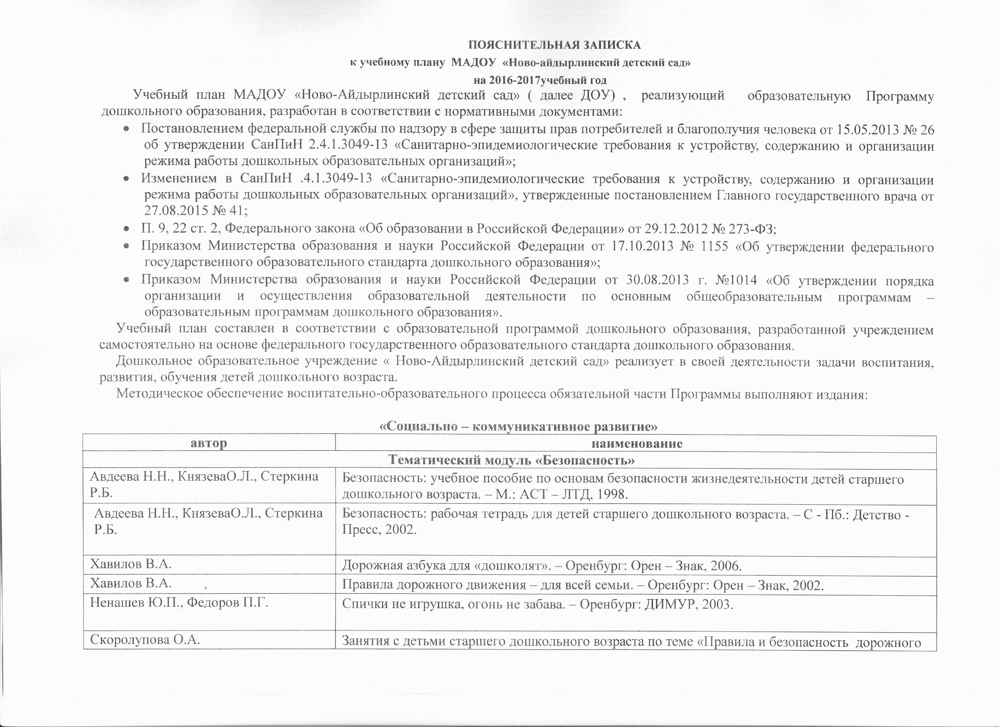 ПОЯСНИТЕЛЬНАЯ ЗАПИСКА
к учебному плану МАДОУ «Ново-айдырлинский детский сад»
на 2016-2017учебный год
Учебный план МАДОУ «Ново-Айдырлинский детский сад» ( далее ДОУ) , реализующий образовательную Программу
дошкольного образования, разработан в соответствии с нормативными документами:
• Постановлением федеральной службы по надзору в сфере защиты прав потребителей и благополучия человека от 15.05.2013 № 26
об утверждении СанПиН 2.4.1.3049-13 «Санитарно-эпидемиологические требования к устройству, содержанию и организации
режима работы дошкольных образовательных организаций»;
• Изменением в СанПиН .4.1.3049-13 «Санитарно-эпидемиологические требования к устройству, содержанию и организации
режима работы дошкольных образовательных организаций», утвержденные постановлением Главного государственного врача от
27.08.2015 № 41;
• П. 9, 22 ст. 2, Федерального закона «Об образовании в Российской Федерации» от 29.12.2012 № 273-ФЗ;
• Приказом Министерства образования и науки Российской Федерации от 17.10.2013 № 1155 «Об утверждении федерального
государственного образовательного стандарта дошкольного образования»;
• Приказом Министерства образования и науки Российской Федерации от 30.08.2013 г. №1014 «Об утверждении порядка
организации и осуществления образовательной деятельности по основным общеобразовательным программам –
образовательным программам дошкольного образования».
Учебный план составлен в соответствии с образовательной программой дошкольного образования, разработанной учреждением
самостоятельно на основе федерального государственного образовательного стандарта дошкольного образования.
Дошкольное образовательное учреждение « Ново-Айдырлинский детский сад» реализует в своей деятельности задачи воспитания,
развития, обучения детей дошкольного возраста.
Методическое обеспечение воспитательно-образовательного процесса обязательной части Программы выполняют издания:
«Социально – коммуникативное развитие»
автор наименование
Тематический модуль «Безопасность»
Авдеева Н.Н., КнязеваО.Л., Стеркина
Р.Б.
Безопасность: учебное пособие по основам безопасности жизнедеятельности детей старшего
дошкольного возраста. – М.: АСТ – ЛТД, 1998.
Авдеева Н.Н., КнязеваО.Л., Стеркина
Р.Б.
Безопасность: рабочая тетрадь для детей старшего дошкольного возраста. – С - Пб.: Детство -
Пресс, 2002.
Хавилов В.А.
Дорожная азбука для «дошколят». – Оренбург: Орен – Знак, 2006.
Хавилов В.А.
Правила дорожного движения – для всей семьи. – Оренбург: Орен – Знак, 2002.
Ненашев Ю.П., Федоров П.Г.
Спички не игрушка, огонь не забава. – Оренбург: ДИМУР, 2003.
Скоролупова О.А.
Занятия с детьми старшего дошкольного возраста по теме «Правила и безопасность дорожного